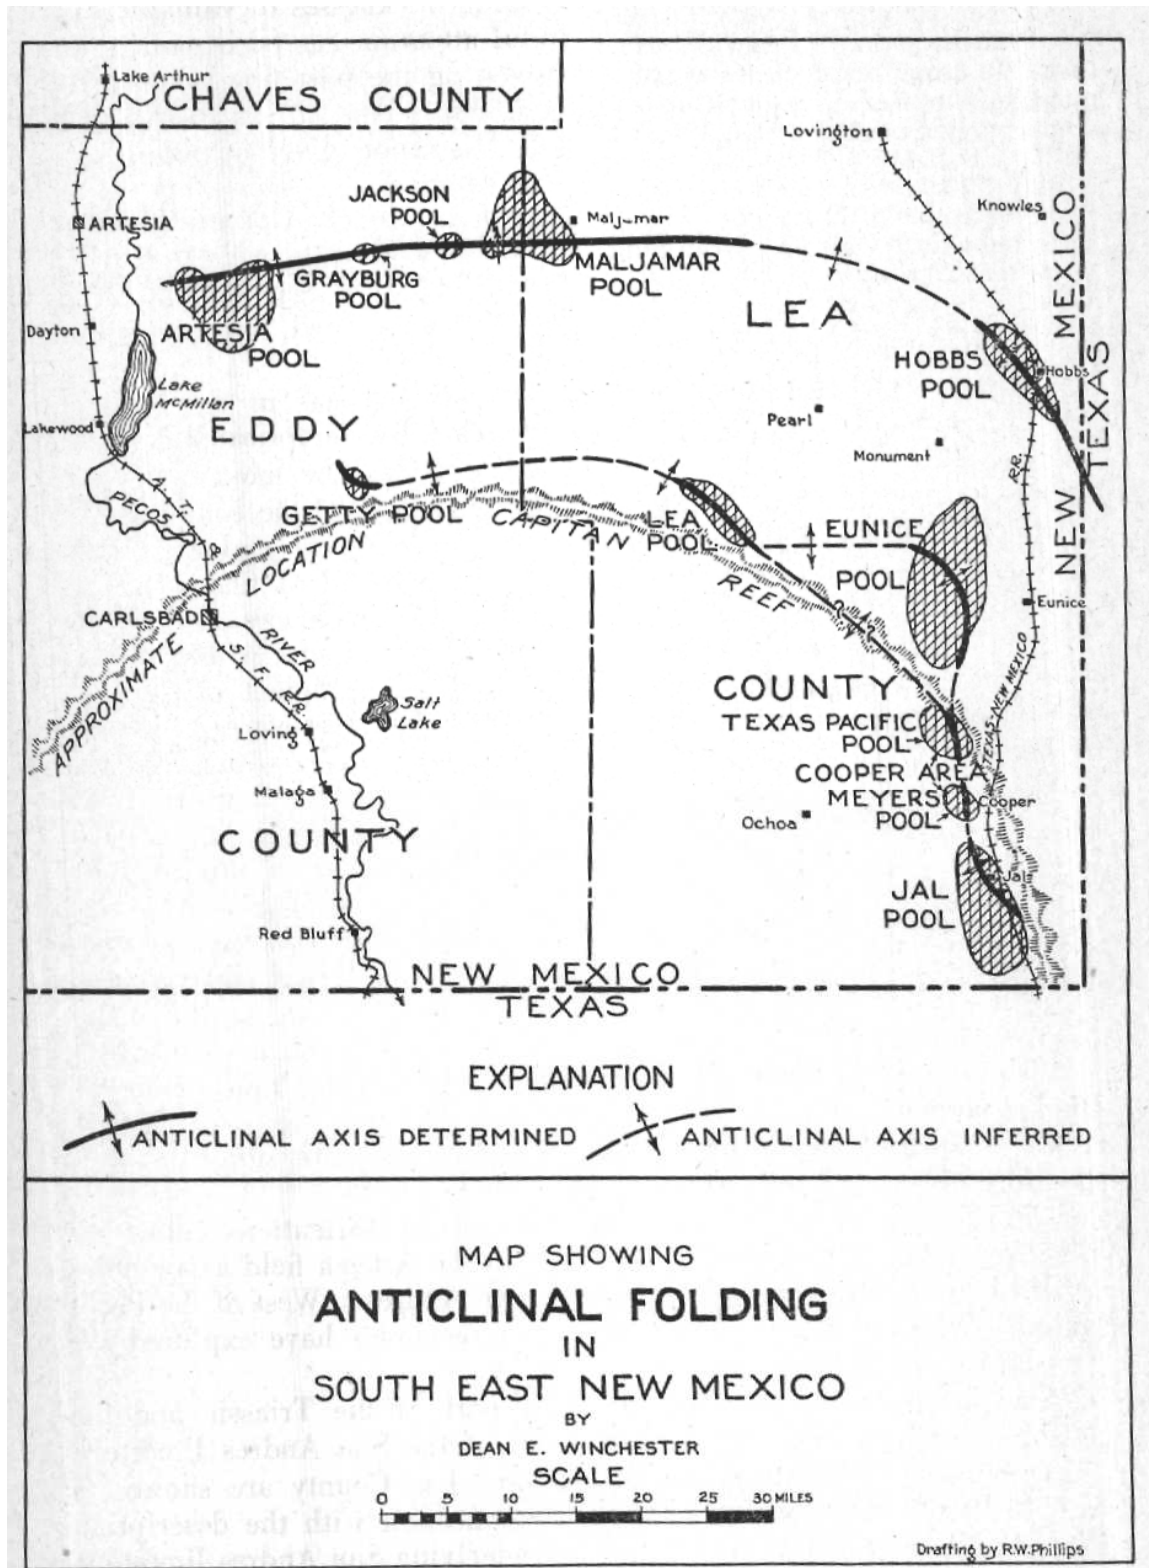 Lake Arthur
CHAVES COUNTY
Lovington
Knowles
NEW MEXICO
TEXAS
ARTESIA
JACKSON
POOL
Maljamar
GRAYBURG
POOL
MALJAMAR
POOL
LEA
Dayton
ARTESIA
POOL
HOBBS
POOL
Hobbs
Lake
McMillan
Lakewood
EDDY
Pearl
Monument
R.R.
A. T.
&
PECOS
GETTY POOL
LEA
POOL
EUNICE
POOL
APPROXIMATE LOCATION CAPITAN REEF
CARLSBAD
RIVER
S. F. R.R.
Eunice
Salt
Lake
Loving
COUNTY
TEXAS PACIFIC
POOL
TEXAS-NEW MEXICO
COOPER AREA
MEYERS
POOL
Cooper
Malaga
Ochoa
COUNTY
JAL
POOL
Jal
Red Bluff
NEW MEXICO
TEXAS
EXPLANATION
ANTICLINAL AXIS DETERMINED
ANTICLINAL AXIS INFERRED
MAP SHOWING
ANTICLINAL FOLDING
IN
SOUTH EAST NEW MEXICO
BY
DEAN E. WINCHESTER
SCALE
0 5 10 15 20 25 30 MILES
Drafting by R.W. Phillips